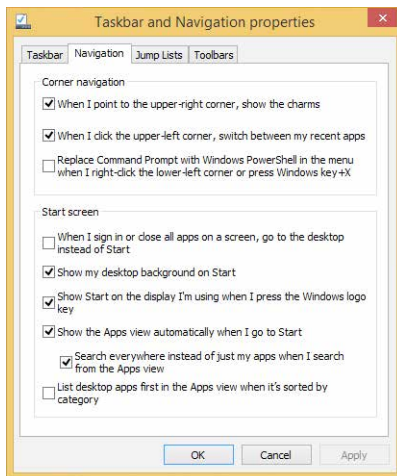 Taskbar and Navigation properties
Taskbar Navigation Jump Lists Toolbars
Corner navigation
When I point to the upper-right corner, show the charms
When I click the upper-left corner, switch between my recent apps
Replace Command Prompt with Windows PowerShell in the menu
when I right-click the lower-left corner or press Windows key+X
Start screen
When I sign in or close all apps on a screen, go to the desktop
instead of Start
Show my desktop background on Start
Show Start on the display I'm using when I press the Windows logo
key
Show the Apps view automatically when I go to Start
Search everywhere instead of just my apps when I search
from the Apps view
List desktop apps first in the Apps view when it's sorted by
category
OK Cancel Apply